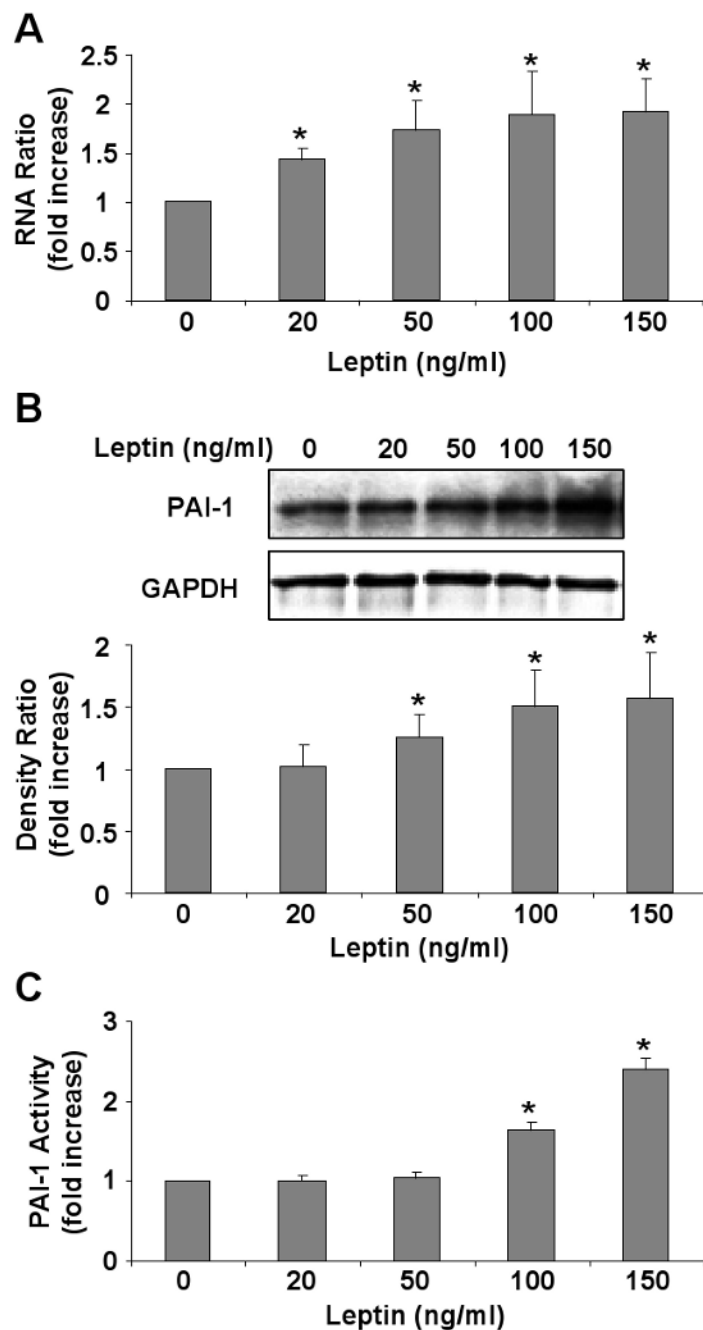 A
RNA Ratio
(fold increase)
2.5
2
1.5
1
0.5
0
* * * *
0 20 50 100 150
Leptin (ng/ml)
B
Leptin (ng/ml) 0 20 50 100 150
PAI-1
GAPDH
Density Ratio
(fold increase)
2
1.5
1
0.5
0
* * *
0 20 50 100 150
Leptin (ng/ml)
C
PAI-1 Activity
(fold increase)
3
2
1
0
* *
0 20 50 100 150
Leptin (ng/ml)